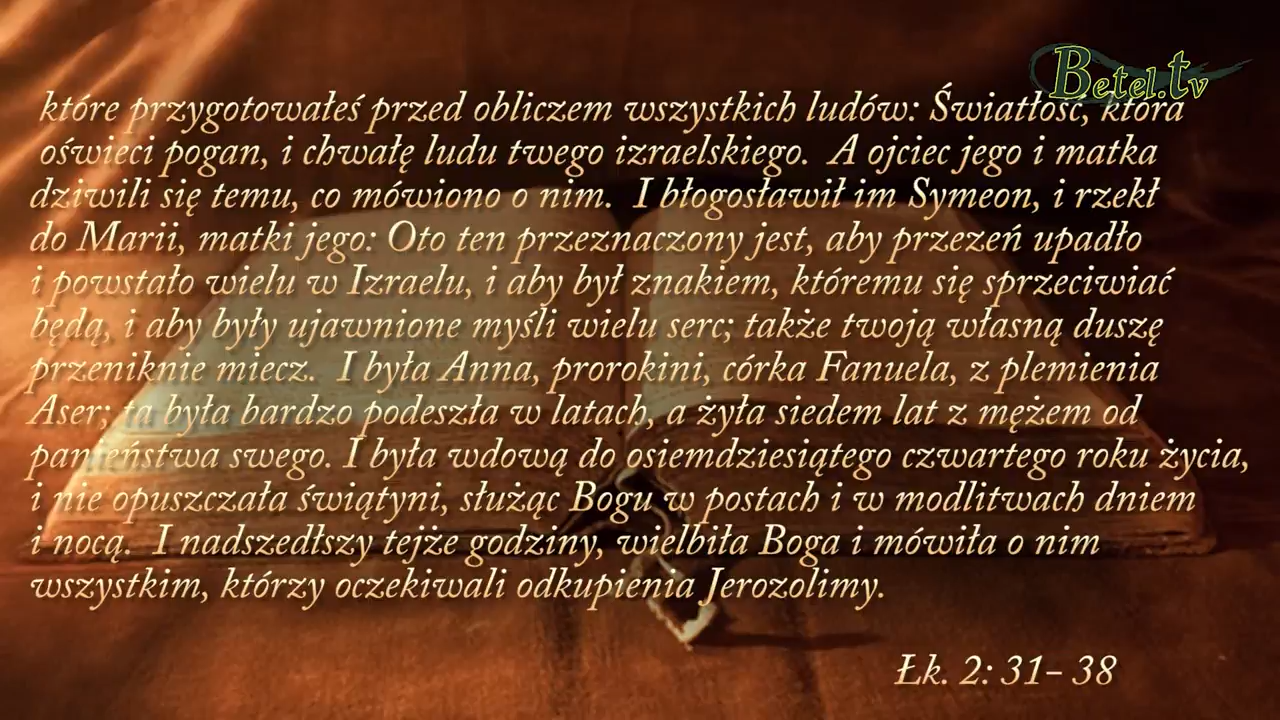 Betel.tv
które przygotowałeś przed obliczem wszystkich ludów: Światłość, która
oświeci pogan, i chwałę ludu twego izraelskiego. A ojciec jego i matka
dziwili się temu, co mówiono o nim. I błogosławił im Symeon, i rzekł
do Marii, matki jego: Oto ten przeznaczony jest, aby przezeń upadło
i powstało wielu w Izraelu, i aby był znakiem, któremu się sprzeciwiać
będą, i aby były ujawnione myśli wielu serc; także twoją własną duszę
przeniknie miecz. I była Anna, prorokini, córka Fanuela, z plemienia
Aser; ta była bardzo podeszła w latach, a żyła siedem lat z mężem od
panieństwa swego. I była wdową do osiemdziesiątego czwartego roku życia,
i nie opuszczała świątyni, służąc Bogu w postach i w modlitwach dniem
i nocą. I nadszedłszy tejże godziny, wielbiła Boga i mówiła o nim
wszystkim, którzy oczekiwali odkupienia Jerozolimy.
Łk. 2: 31– 38